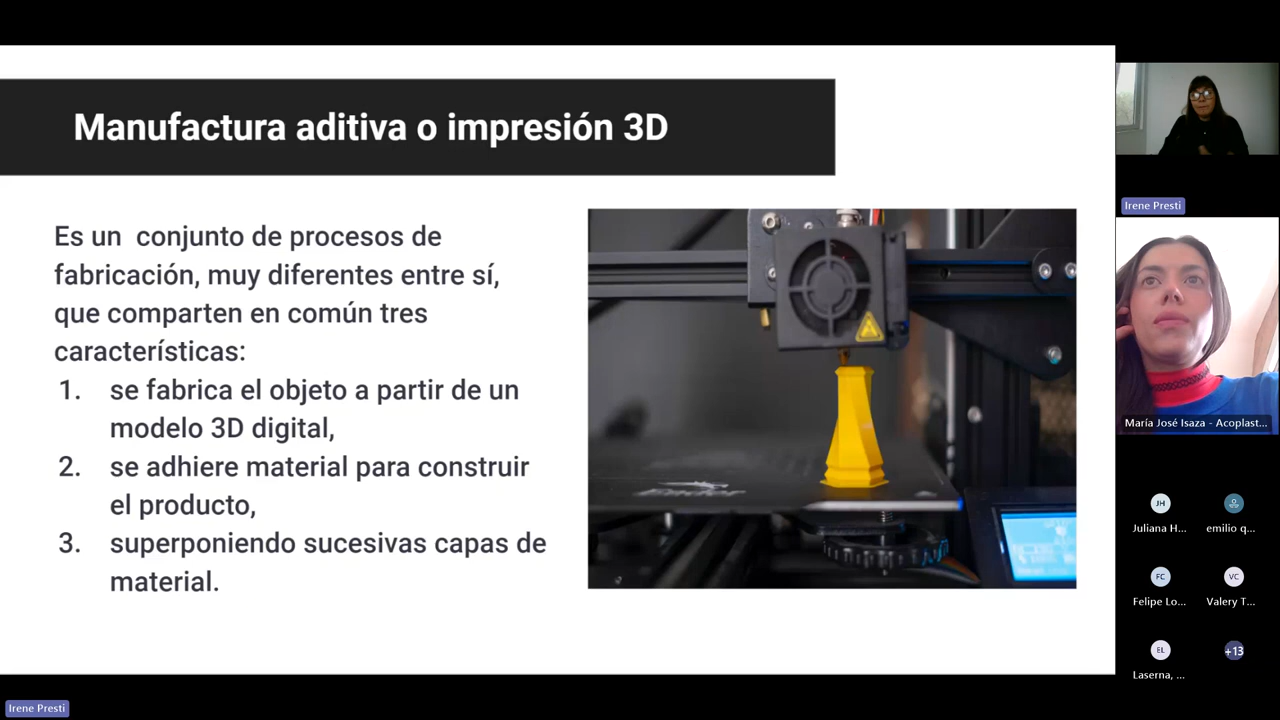 Manufactura aditiva o impresión 3D
Es un conjunto de procesos de
fabricación, muy diferentes entre sí,
que comparten en común tres
características:
1. se fabrica el objeto a partir de un
modelo 3D digital,
2. se adhiere material para construir
el producto,
3. superponiendo sucesivas capas de
material.
Irene Presti
María José Isaza - Acoplast...
JH
Juliana H...
emilio q...
FC
Felipe Lo...
VC
Valery T...
EL
Laserna, ...
+13
Irene Presti